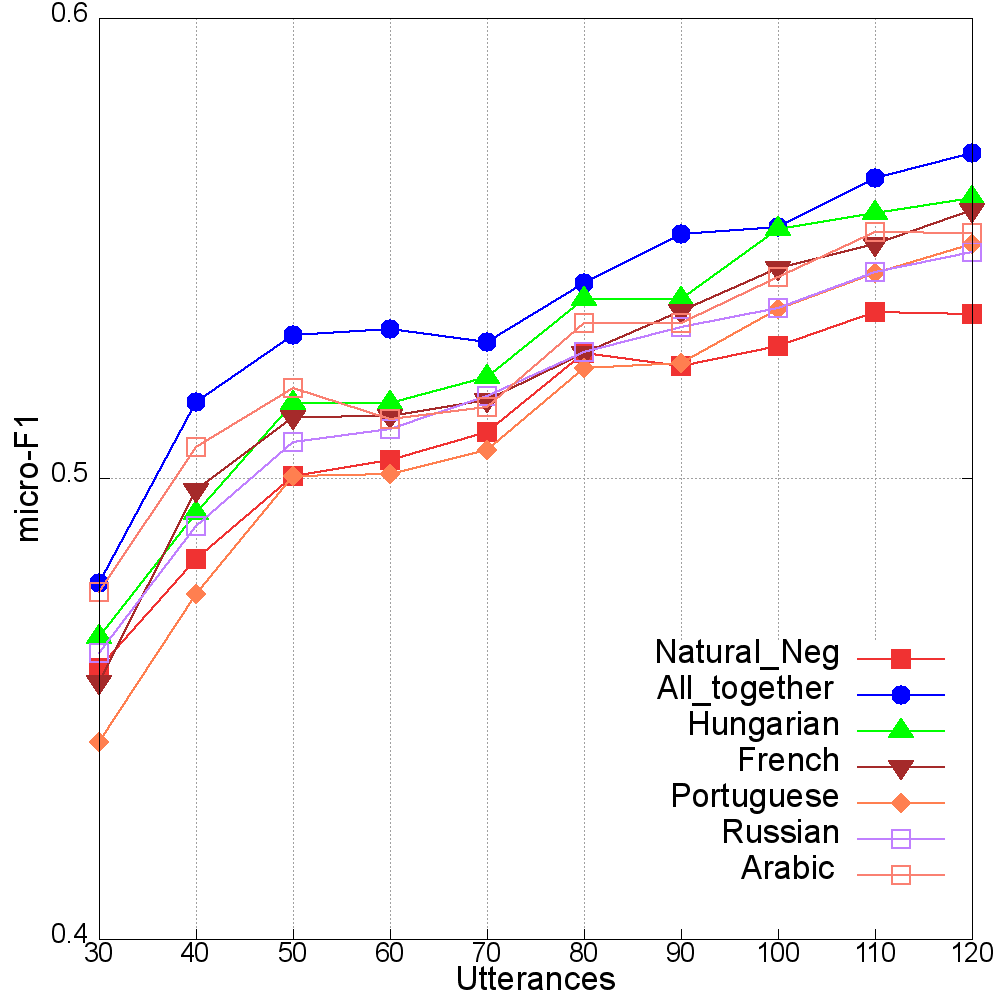 0.6
0.5
0.4
micro-F1
30 40 50 60 70 80 90 100 110 120
Utterances
Natural_Neg
All_together
Hungarian
French
Portuguese
Russian
Arabic